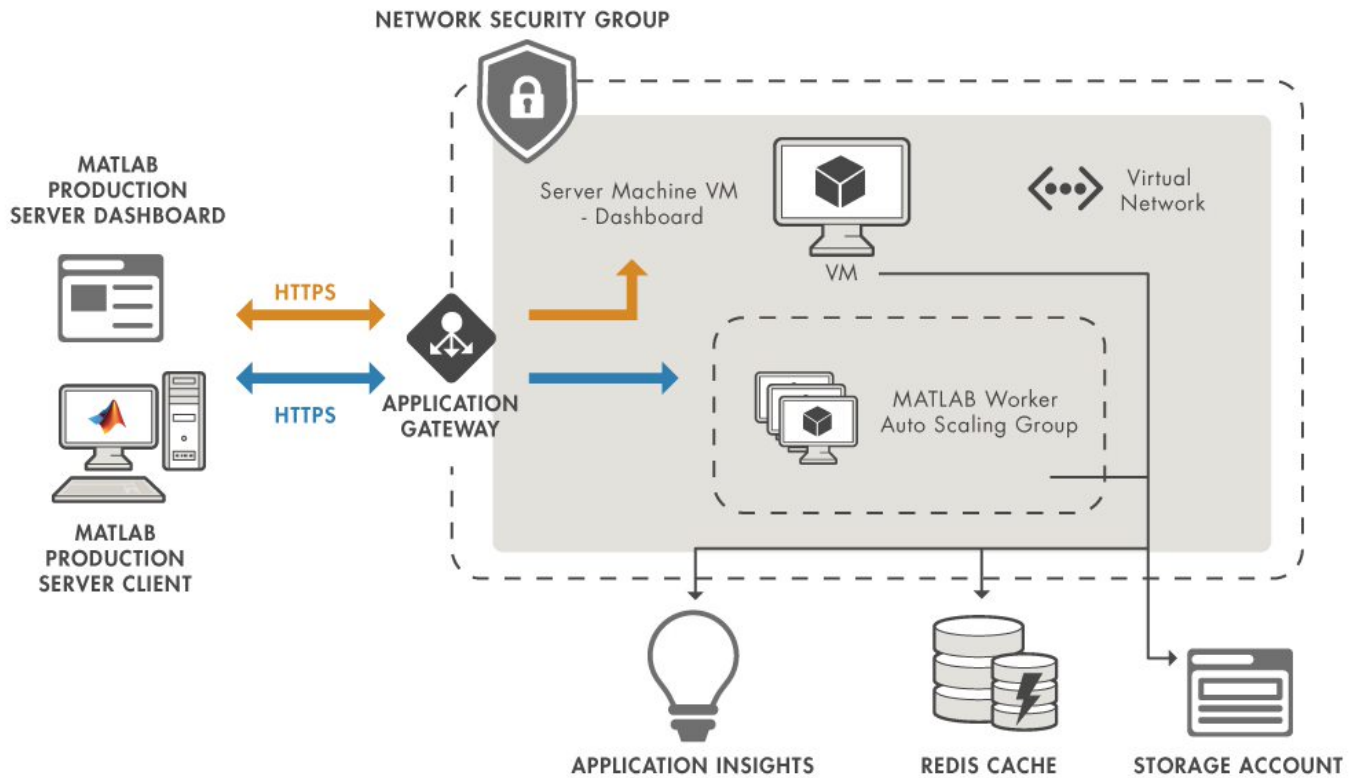 NETWORK SECURITY GROUP
MATLAB
PRODUCTION
SERVER DASHBOARD
Server Machine VM
- Dashboard
VM
Virtual
Network
HTTPS
HTTPS
APPLICATION
GATEWAY
MATLAB Worker
Auto Scaling Group
MATLAB
PRODUCTION
SERVER CLIENT
APPLICATION INSIGHTS
REDIS CACHE
STORAGE ACCOUNT